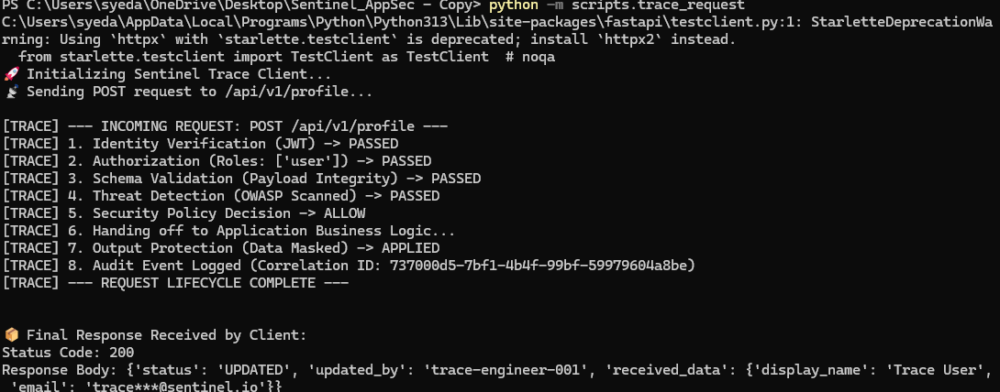 PS C:\Users\syeda\OneDrive\Desktop\Sentinel_AppSec - Copy> python -m scripts.trace_request
C:\Users\syeda\AppData\Local\Programs\Python\Python313\Lib\site-packages\fastapi\testclient.py:1: StarletteDeprecationWa
rning: Using `httpx` with `starlette.testclient` is deprecated; install `httpx2` instead.
  from starlette.testclient import TestClient as TestClient  # noqa
🚀 Initializing Sentinel Trace Client...
📡 Sending POST request to /api/v1/profile...
[TRACE] --- INCOMING REQUEST: POST /api/v1/profile ---
[TRACE] 1. Identity Verification (JWT) -> PASSED
[TRACE] 2. Authorization (Roles: ['user']) -> PASSED
[TRACE] 3. Schema Validation (Payload Integrity) -> PASSED
[TRACE] 4. Threat Detection (OWASP Scanned) -> PASSED
[TRACE] 5. Security Policy Decision -> ALLOW
[TRACE] 6. Handing off to Application Business Logic...
[TRACE] 7. Output Protection (Data Masked) -> APPLIED
[TRACE] 8. Audit Event Logged (Correlation ID: 737000d5-7bf1-4b4f-99bf-59979604a8be)
[TRACE] --- REQUEST LIFECYCLE COMPLETE ---
📦 Final Response Received by Client:
Status Code: 200
Response Body: {'status': 'UPDATED', 'updated_by': 'trace-engineer-001', 'received_data': {'display_name': 'Trace User',
 'email': 'trace***@sentinel.io'}}